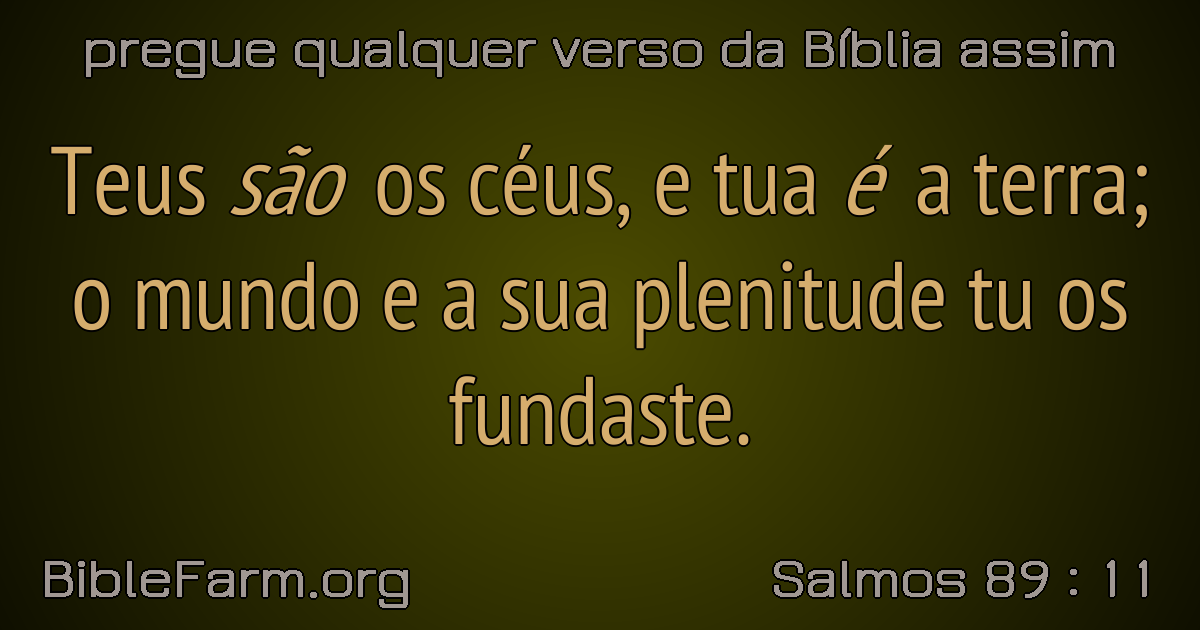 pregue qualquer verso da Bíblia assim
Teus são os céus, e tua é a terra;
o mundo e a sua plenitude tu os
fundaste.
BibleFarm.org
Salmos 89 : 11